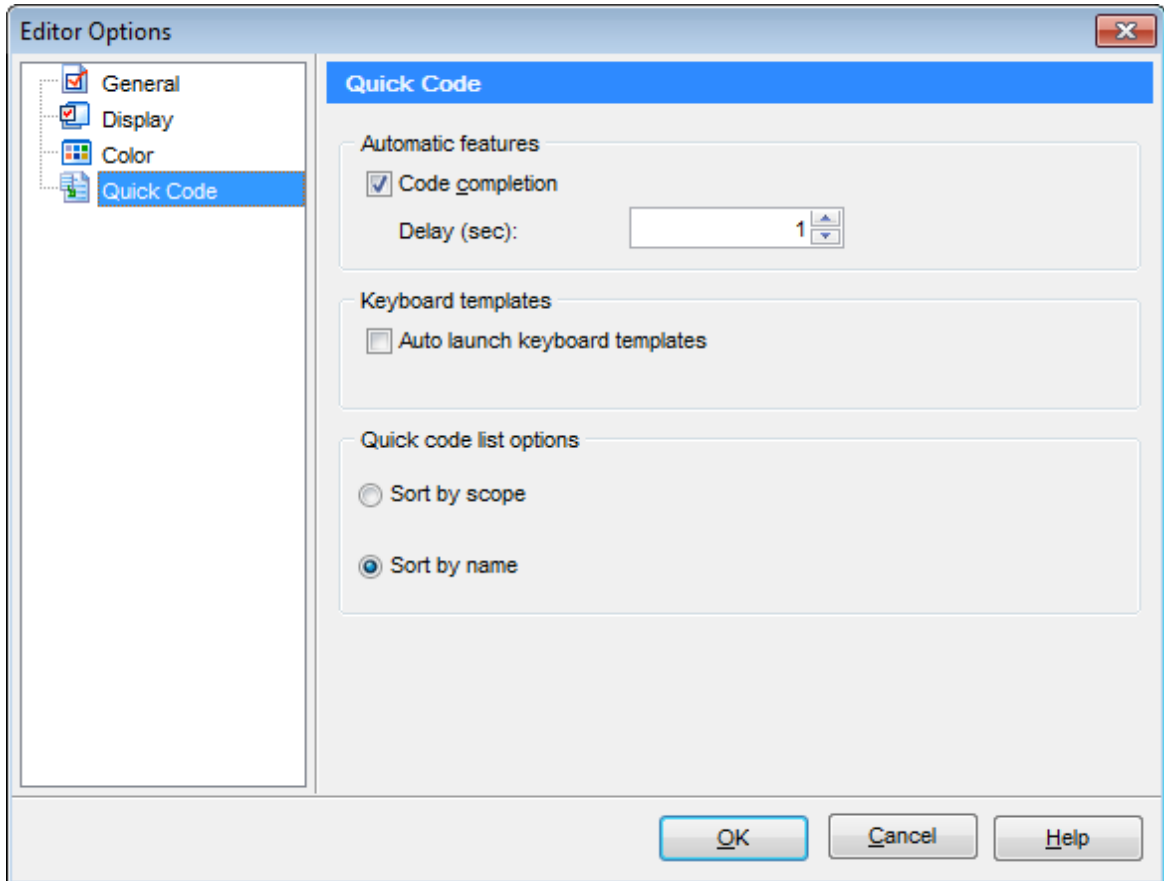 Editor Options
General
Display
Color
Quick Code
Quick Code
Automatic features
Code completion
Delay (sec): 1
Keyboard templates
Auto launch keyboard templates
Quick code list options
Sort by scope
Sort by name
OK Cancel Help